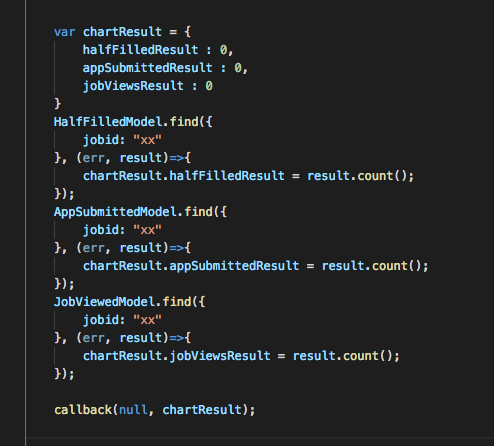 var chartResult = {
    halfFilledResult : 0,
    appSubmittedResult : 0,
    jobViewsResult : 0
}
HalfFilledModel.find({
    jobid: "xx"
}, (err, result)=>{
    chartResult.halfFilledResult = result.count();
});
AppSubmittedModel.find({
    jobid: "xx"
}, (err, result)=>{
    chartResult.appSubmittedResult = result.count();
});
JobViewedModel.find({
    jobid: "xx"
}, (err, result)=>{
    chartResult.jobViewsResult = result.count();
});
callback(null, chartResult);